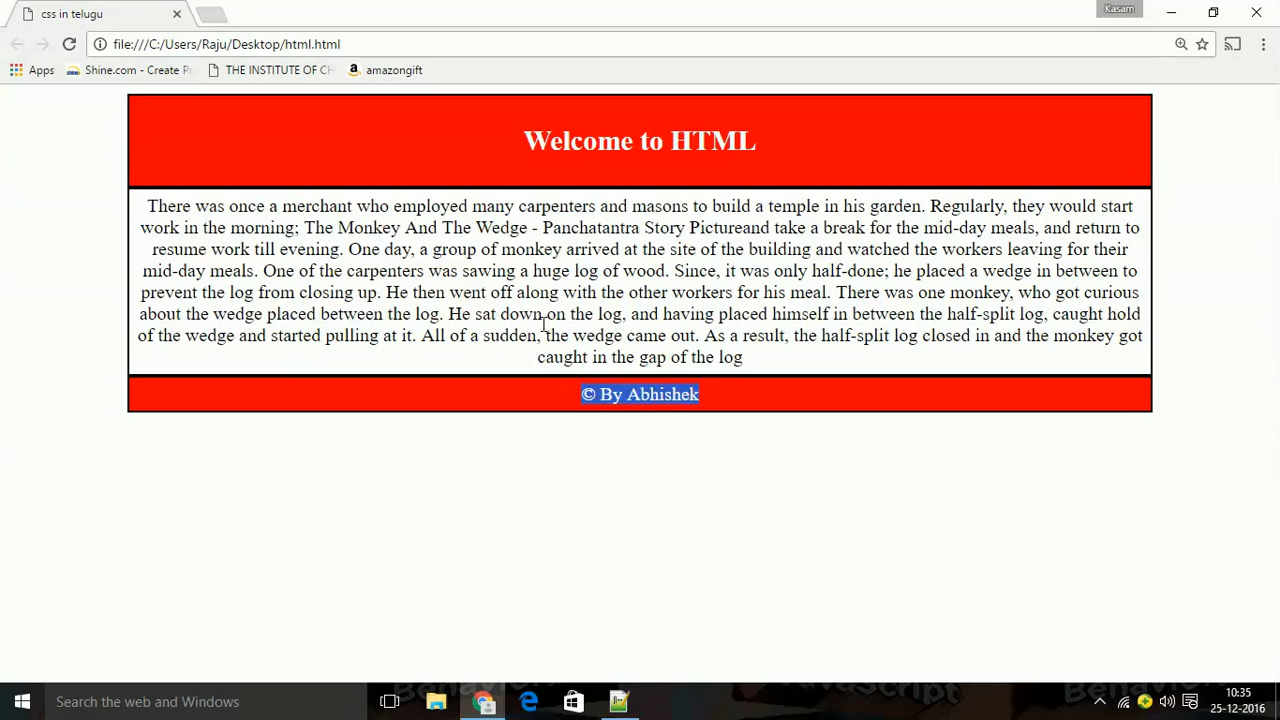 css in telugu
Kasam
file:///C:/Users/Raju/Desktop/html.html
Apps
Shine.com - Create Pr
THE INSTITUTE OF CH
amazongift
Welcome to HTML
There was once a merchant who employed many carpenters and masons to build a temple in his garden. Regularly, they would start
work in the morning; The Monkey And The Wedge - Panchatantra Story Pictureand take a break for the mid-day meals, and return to
resume work till evening. One day, a group of monkey arrived at the site of the building and watched the workers leaving for their
mid-day meals. One of the carpenters was sawing a huge log of wood. Since, it was only half-done; he placed a wedge in between to
prevent the log from closing up. He then went off along with the other workers for his meal. There was one monkey, who got curious
about the wedge placed between the log. He sat down on the log, and having placed himself in between the half-split log, caught hold
of the wedge and started pulling at it. All of a sudden, the wedge came out. As a result, the half-split log closed in and the monkey got
caught in the gap of the log
© By Abhishek
Search the web and Windows
10:35
25-12-2016